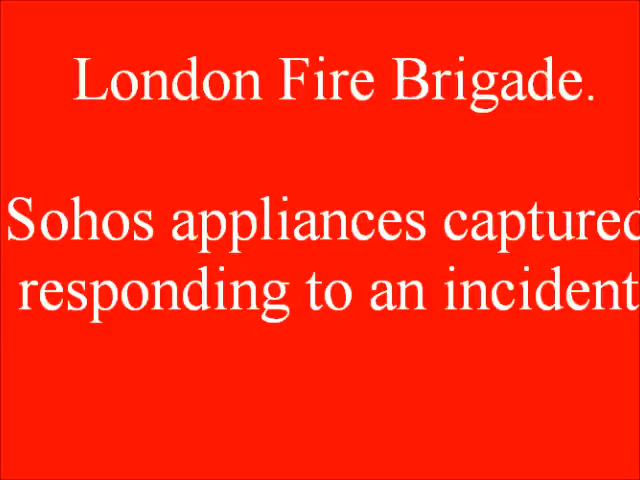 London Fire Brigade.
Sohos appliances captured
responding to an incident